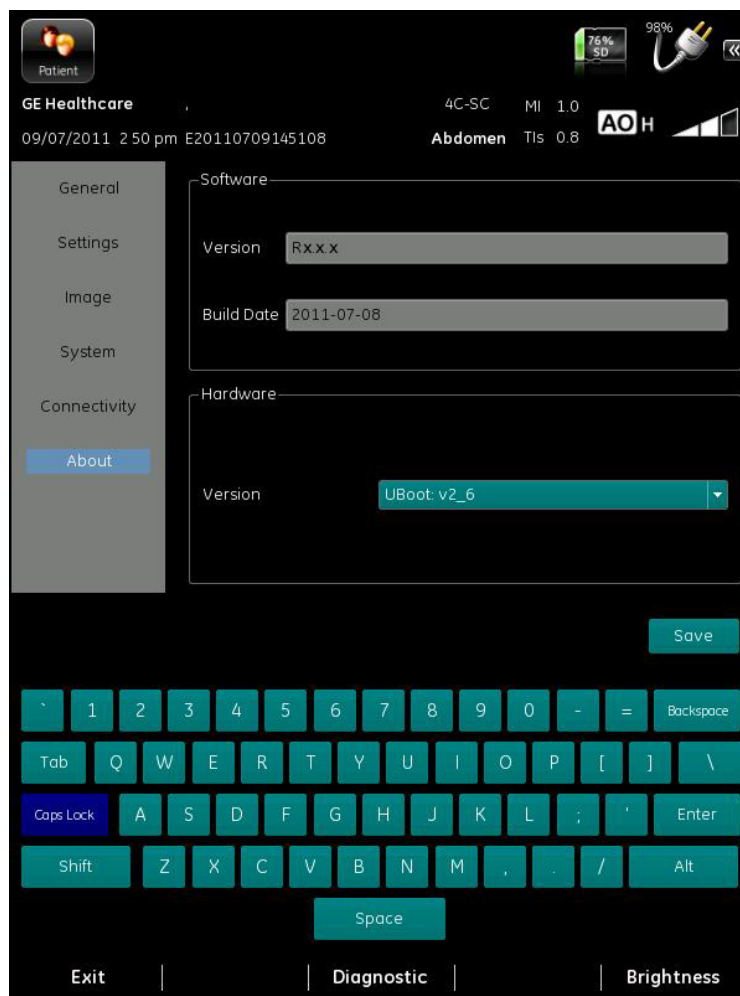 98%
76%
SD
«
Patient
GE Healthcare , 4C-SC MI 1.0
AO H
09/07/2011 2 50 pm E20110709145108 Abdomen TIs 0.8
General
Settings
Image
System
Connectivity
About
Software
Version Rx.x.x
Build Date 2011-07-08
Hardware
Version UBoot: v2_6
Save
` 1 2 3 4 5 6 7 8 9 0 - = Backspace
Tab Q W E R T Y U I O P [ ] \
Caps Lock A S D F G H J K L ; ' Enter
Shift Z X C V B N M , . / Alt
Space
Exit | | Diagnostic | | Brightness